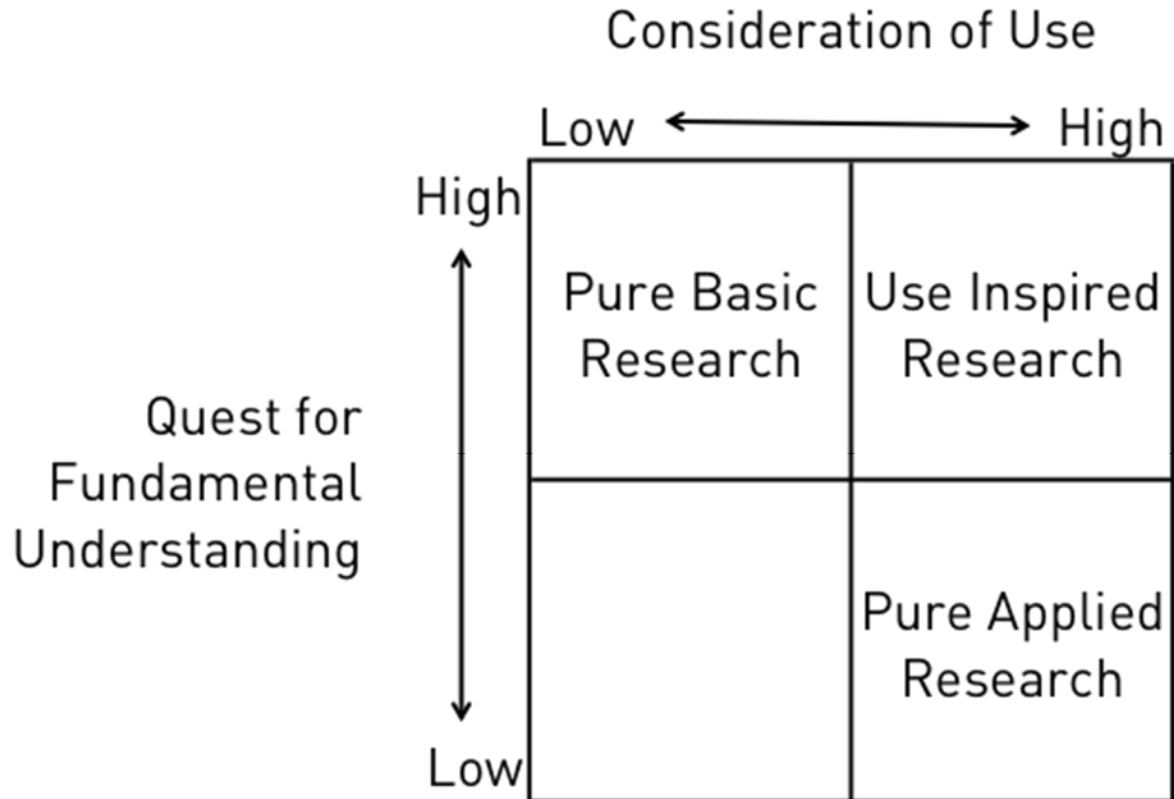 Consideration of Use
Low High
High
Pure Basic
Research
Use Inspired
Research
Quest for
Fundamental
Understanding
Pure Applied
Research
Low